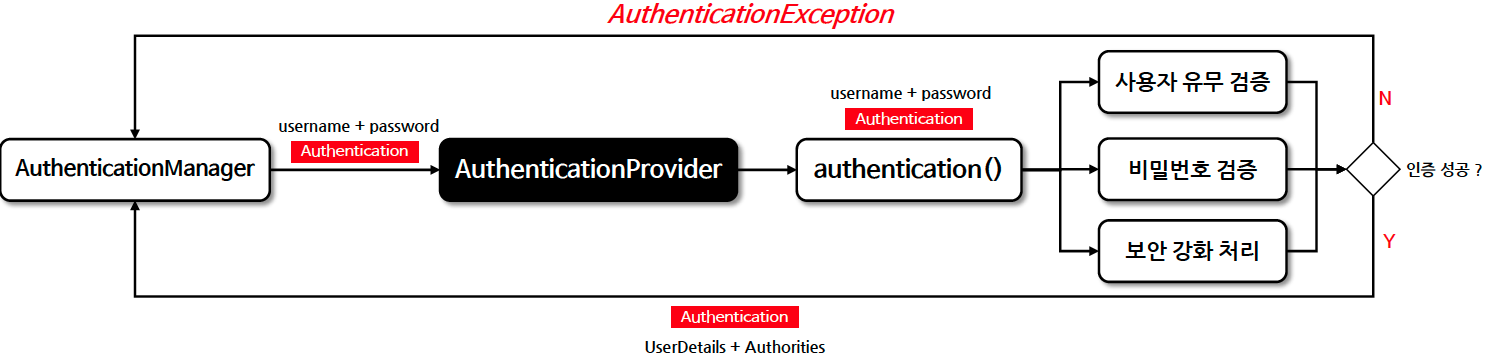 AuthenticationException
username + password
Authentication
AuthenticationManager
AuthenticationProvider
username + password
Authentication
authentication()
사용자 유무 검증
비밀번호 검증
보안 강화 처리
N
인증 성공 ?
Y
Authentication
UserDetails + Authorities